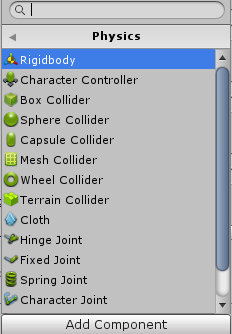 Physics
Rigidbody
Character Controller
Box Collider
Sphere Collider
Capsule Collider
Mesh Collider
Wheel Collider
Terrain Collider
Cloth
Hinge Joint
Fixed Joint
Spring Joint
Character Joint
Add Component